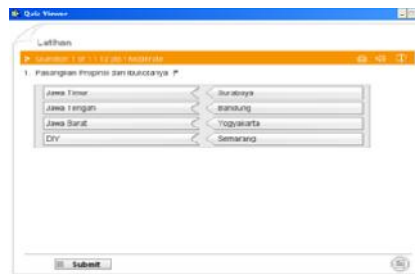 Quiz Viewer
Latihan
1. Pasangkan Propinsi dan Ibukotanya !*
Jawa Timur
Surabaya
Jawa Tengah
Bandung
Jawa Barat
Yogyakarta
DIY
Semarang
Submit